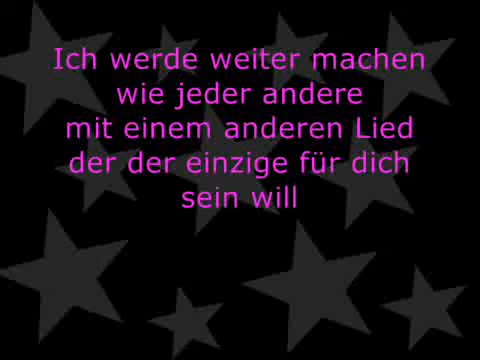 Ich werde weiter machen
wie jeder andere
mit einem anderen Lied
der der einzige für dich
sein will